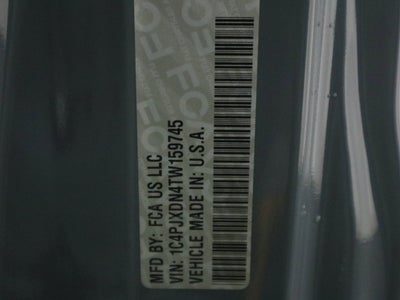 MFD BY: FCA US LLC
VIN: 1C4PJXDN4TW159745
VEHICLE MADE IN: U.S.A.